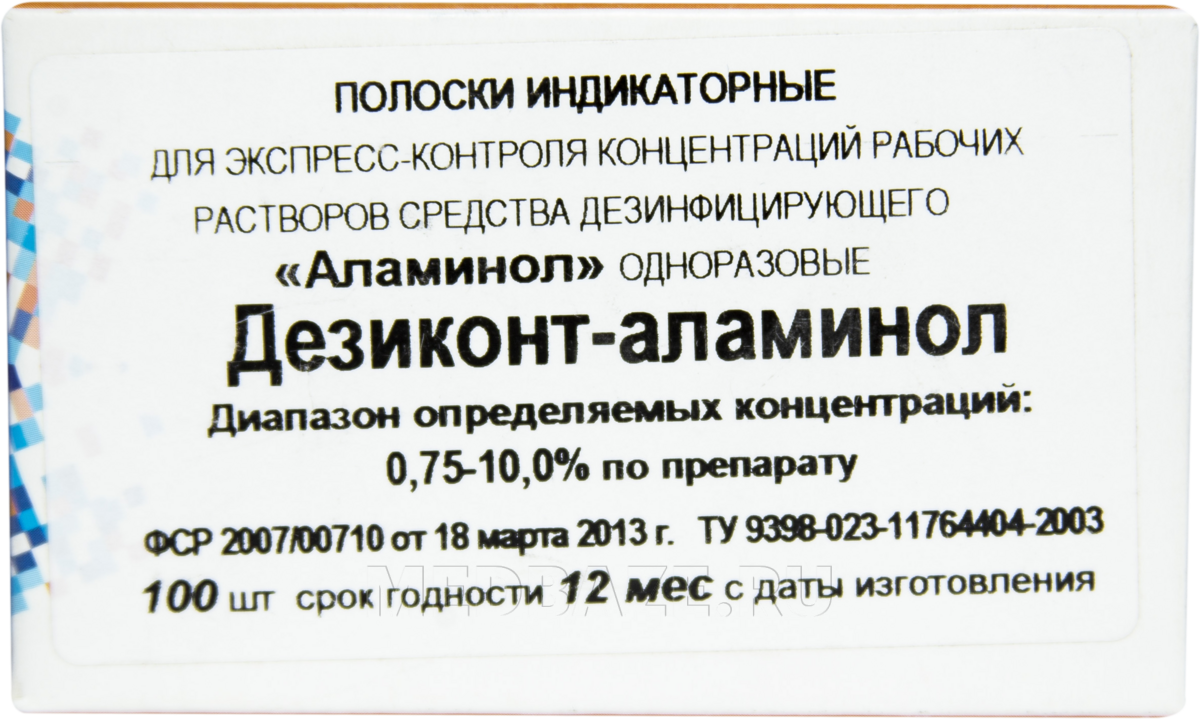 ПОЛОСКИ ИНДИКАТОРНЫЕ
ДЛЯ ЭКСПРЕСС-КОНТРОЛЯ КОНЦЕНТРАЦИЙ РАБОЧИХ
РАСТВОРОВ СРЕДСТВА ДЕЗИНФИЦИРУЮЩЕГО
«Аламинол» ОДНОРАЗОВЫЕ
Дезиконт-аламинол
Диапазон определяемых концентраций:
0,75-10,0% по препарату
ФСР 2007/00710 от 18 марта 2013 г. ТУ 9398-023-11764404-2003
100 шт срок годности 12 мес с даты изготовления
MEDBAZE.RU